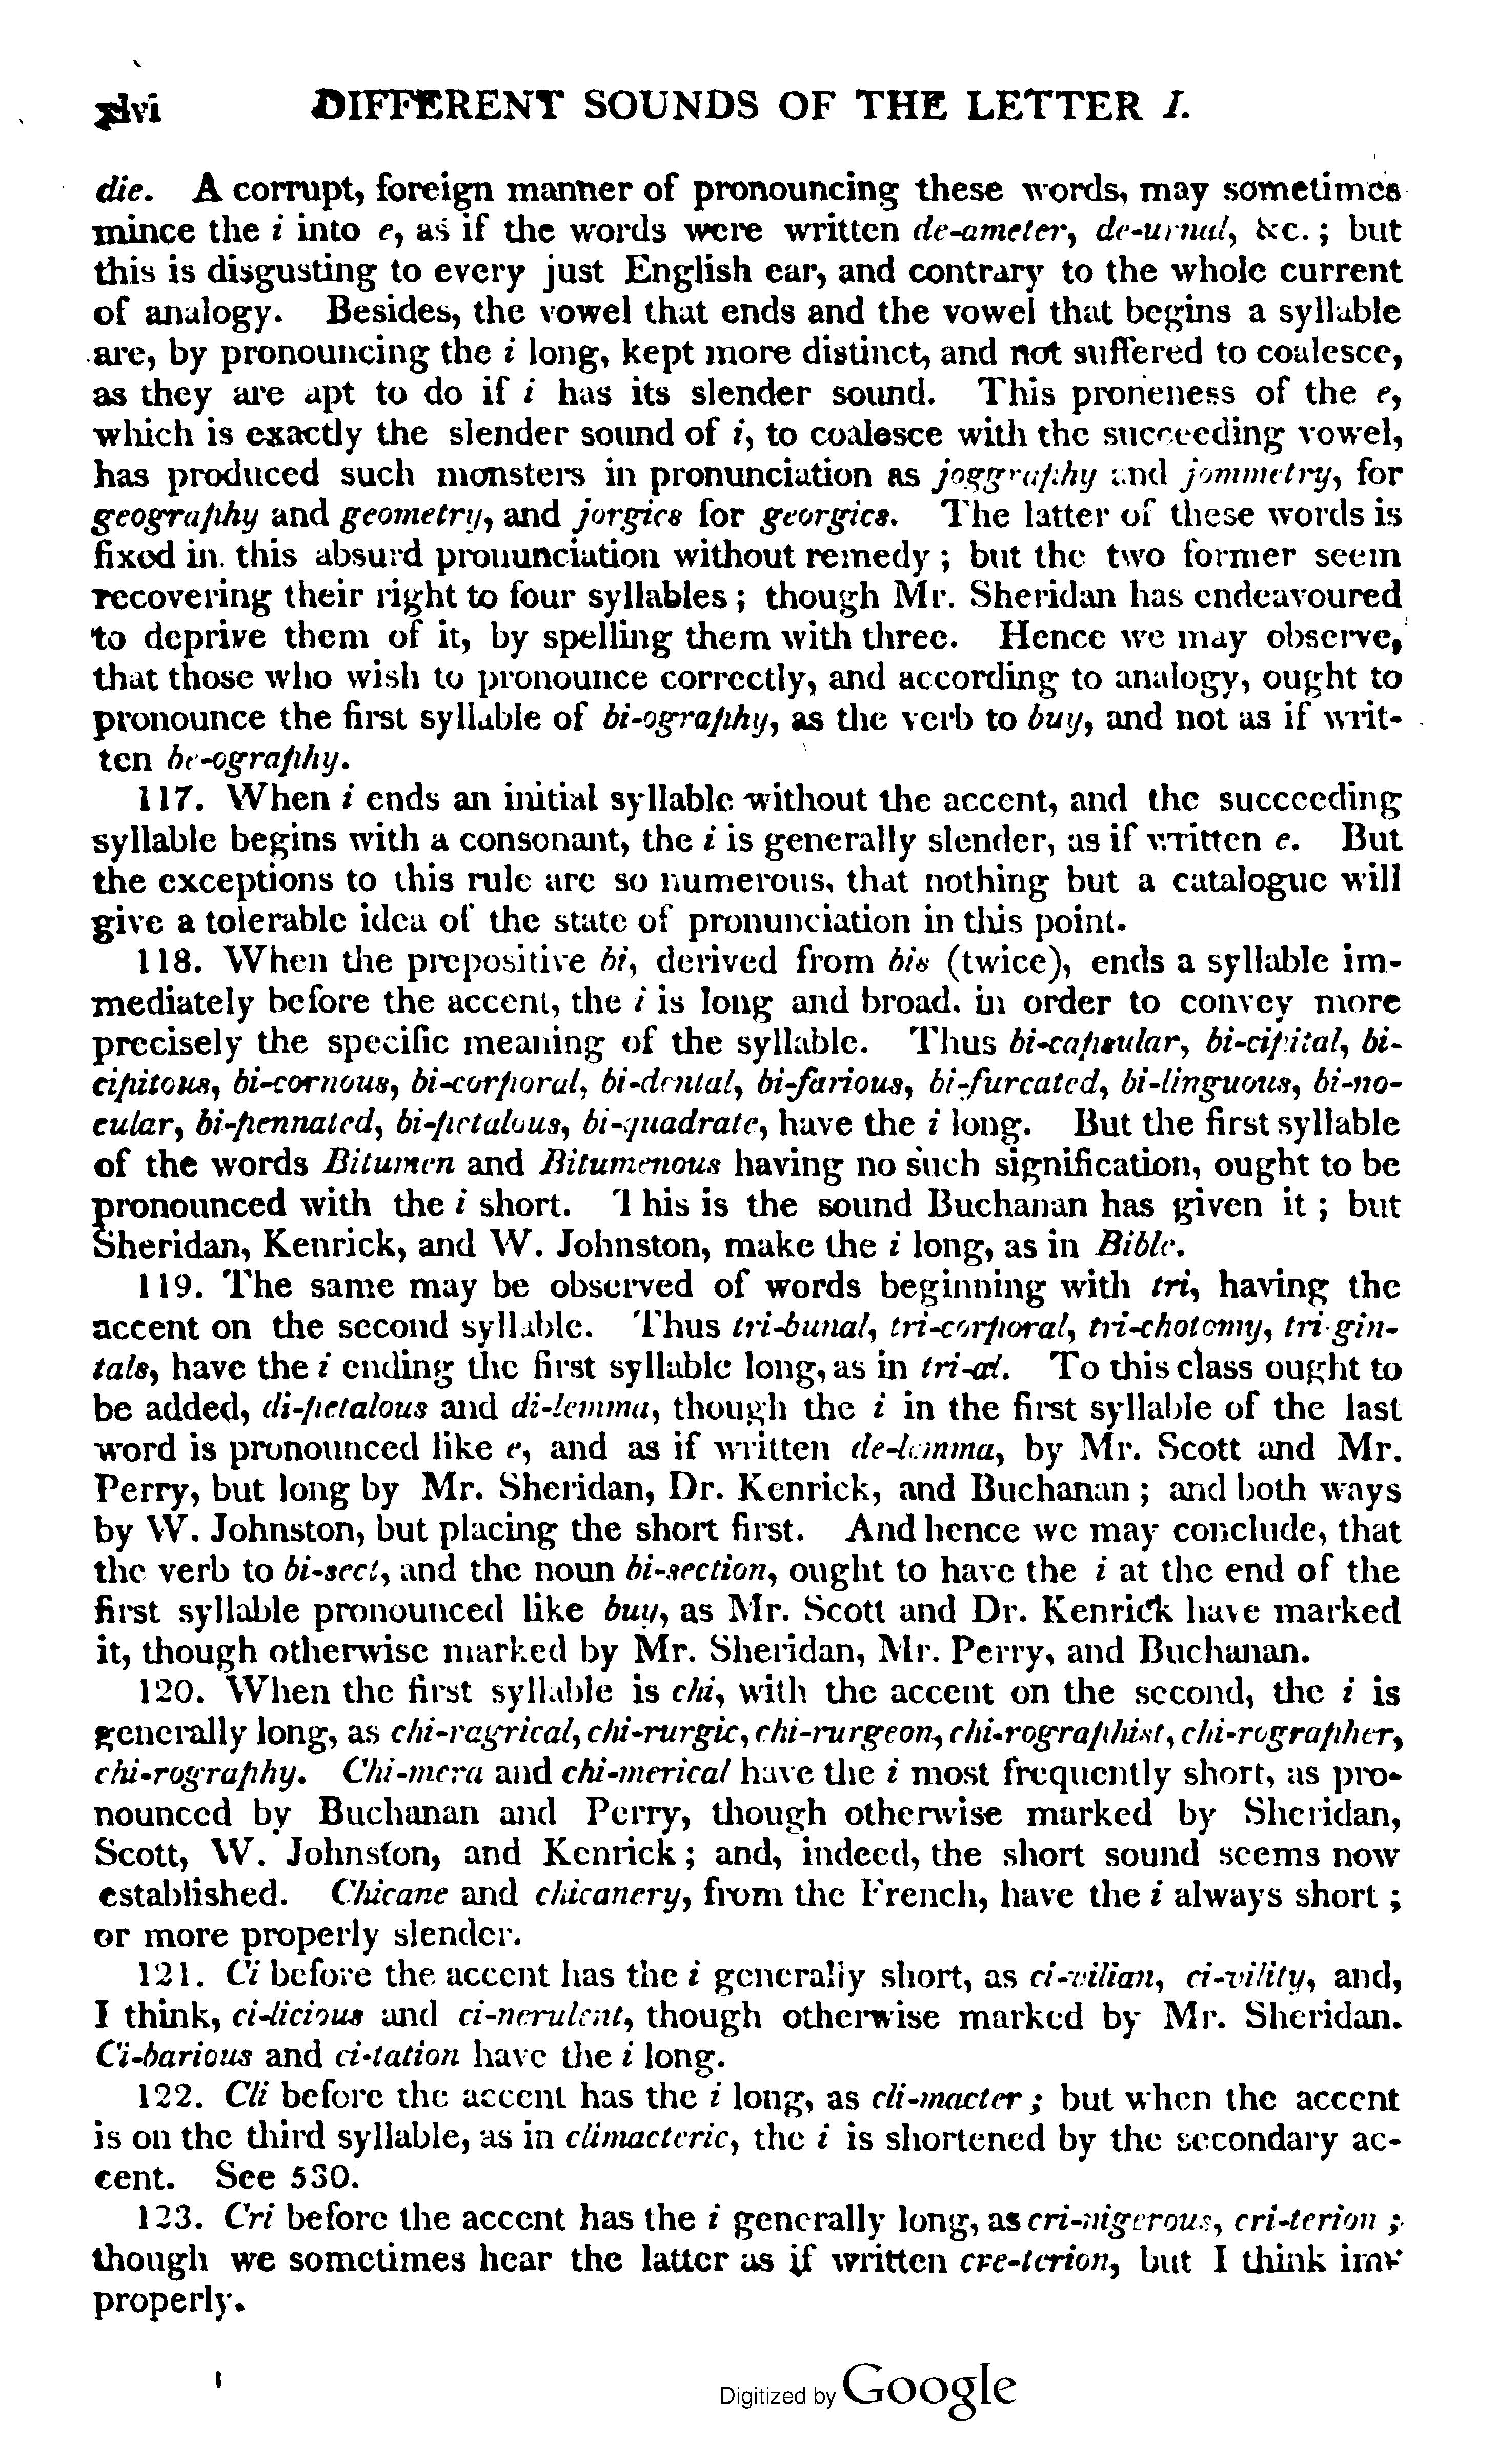 xlvi DIFFERENT SOUNDS OF THE LETTER I.
die. A corrupt, foreign manner of pronouncing these words, may sometimes
mince the i into e, as if the words were written de-ameter, de-urnal, &c. ; but
this is disgusting to every just English ear, and contrary to the whole current
of analogy. Besides, the vowel that ends and the vowel that begins a syllable
are, by pronouncing the i long, kept more distinct, and not suffered to coalesce,
as they are apt to do if i has its slender sound. This proneness of the e,
which is exactly the slender sound of i, to coalesce with the succeeding vowel,
has produced such monsters in pronunciation as joggraphy and jommetry, for
geography and geometry, and jorgics for georgics. The latter of these words is
fixed in this absurd pronunciation without remedy ; but the two former seem
recovering their right to four syllables ; though Mr. Sheridan has endeavoured
to deprive them of it, by spelling them with three. Hence we may observe,
that those who wish to pronounce correctly, and according to analogy, ought to
pronounce the first syllable of bi-ography, as the verb to buy, and not as if writ-
ten be-ography.
117. When i ends an initial syllable without the accent, and the succeeding
syllable begins with a consonant, the i is generally slender, as if written e. But
the exceptions to this rule are so numerous, that nothing but a catalogue will
give a tolerable idea of the state of pronunciation in this point.
118. When the prepositive bi, derived from bis (twice), ends a syllable im-
mediately before the accent, the i is long and broad, in order to convey more
precisely the specific meaning of the syllable. Thus bi-capsular, bi-cipital, bi-
cipitous, bi-cornous, bi-corporal, bi-dental, bi-farious, bi-furcated, bi-linguous, bi-no-
cular, bi-pennated, bi-petalous, bi-quadrate, have the i long. But the first syllable
of the words Bitumen and Bitumenous having no such signification, ought to be
pronounced with the i short. This is the sound Buchanan has given it ; but
Sheridan, Kenrick, and W. Johnston, make the i long, as in Bible.
119. The same may be observed of words beginning with tri, having the
accent on the second syllable. Thus tri-bunal, tri-corporal, tri-chotomy, tri-gin-
tals, have the i ending the first syllable long, as in tri-al. To this class ought to
be added, di-petalous and di-lemma, though the i in the first syllable of the last
word is pronounced like e, and as if written de-lemma, by Mr. Scott and Mr.
Perry, but long by Mr. Sheridan, Dr. Kenrick, and Buchanan ; and both ways
by W. Johnston, but placing the short first. And hence we may conclude, that
the verb to bi-sect, and the noun bi-section, ought to have the i at the end of the
first syllable pronounced like buy, as Mr. Scott and Dr. Kenrick have marked
it, though otherwise marked by Mr. Sheridan, Mr. Perry, and Buchanan.
120. When the first syllable is chi, with the accent on the second, the i is
generally long, as chi-ragrical, chi-rurgic, chi-rurgeon, chi-rographist, chi-rographer,
chi-rography. Chi-mera and chi-merical have the i most frequently short, as pro-
nounced by Buchanan and Perry, though otherwise marked by Sheridan,
Scott, W. Johnston, and Kenrick ; and, indeed, the short sound seems now
established. Chicane and chicanery, from the French, have the i always short ;
or more properly slender.
121. Ci before the accent has the i generally short, as ci-vilian, ci-vility, and,
I think, ci-licious and ci-nerulent, though otherwise marked by Mr. Sheridan.
Ci-barious and ci-tation have the i long.
122. Cli before the accent has the i long, as cli-macter ; but when the accent
is on the third syllable, as in climacteric, the i is shortened by the secondary ac-
cent. See 530.
123. Cri before the accent has the i generally long, as cri-nigerous, cri-terion ;
though we sometimes hear the latter as if written cre-terion, but I think im-
properly.
Digitized by Google